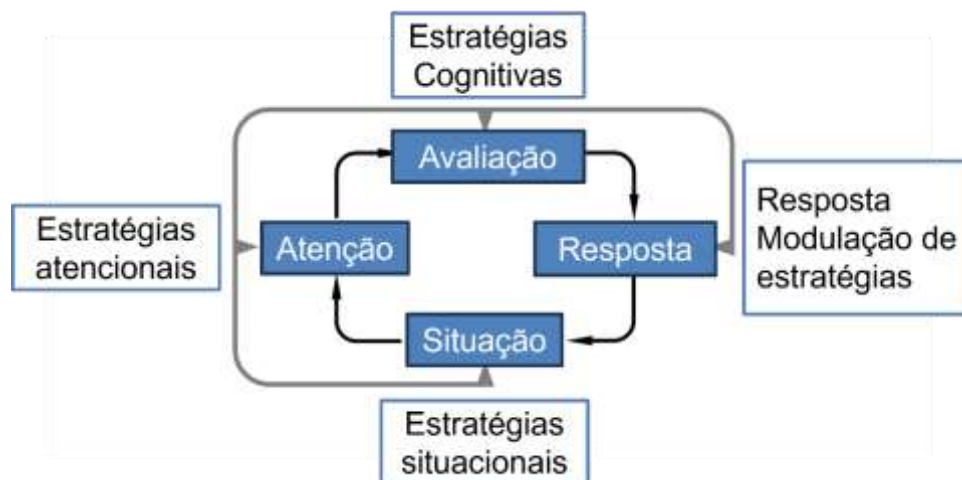 Estratégias
Cognitivas
Avaliação
Estratégias
atencionais
Atenção
Resposta
Resposta
Modulação de
estratégias
Situação
Estratégias
situacionais